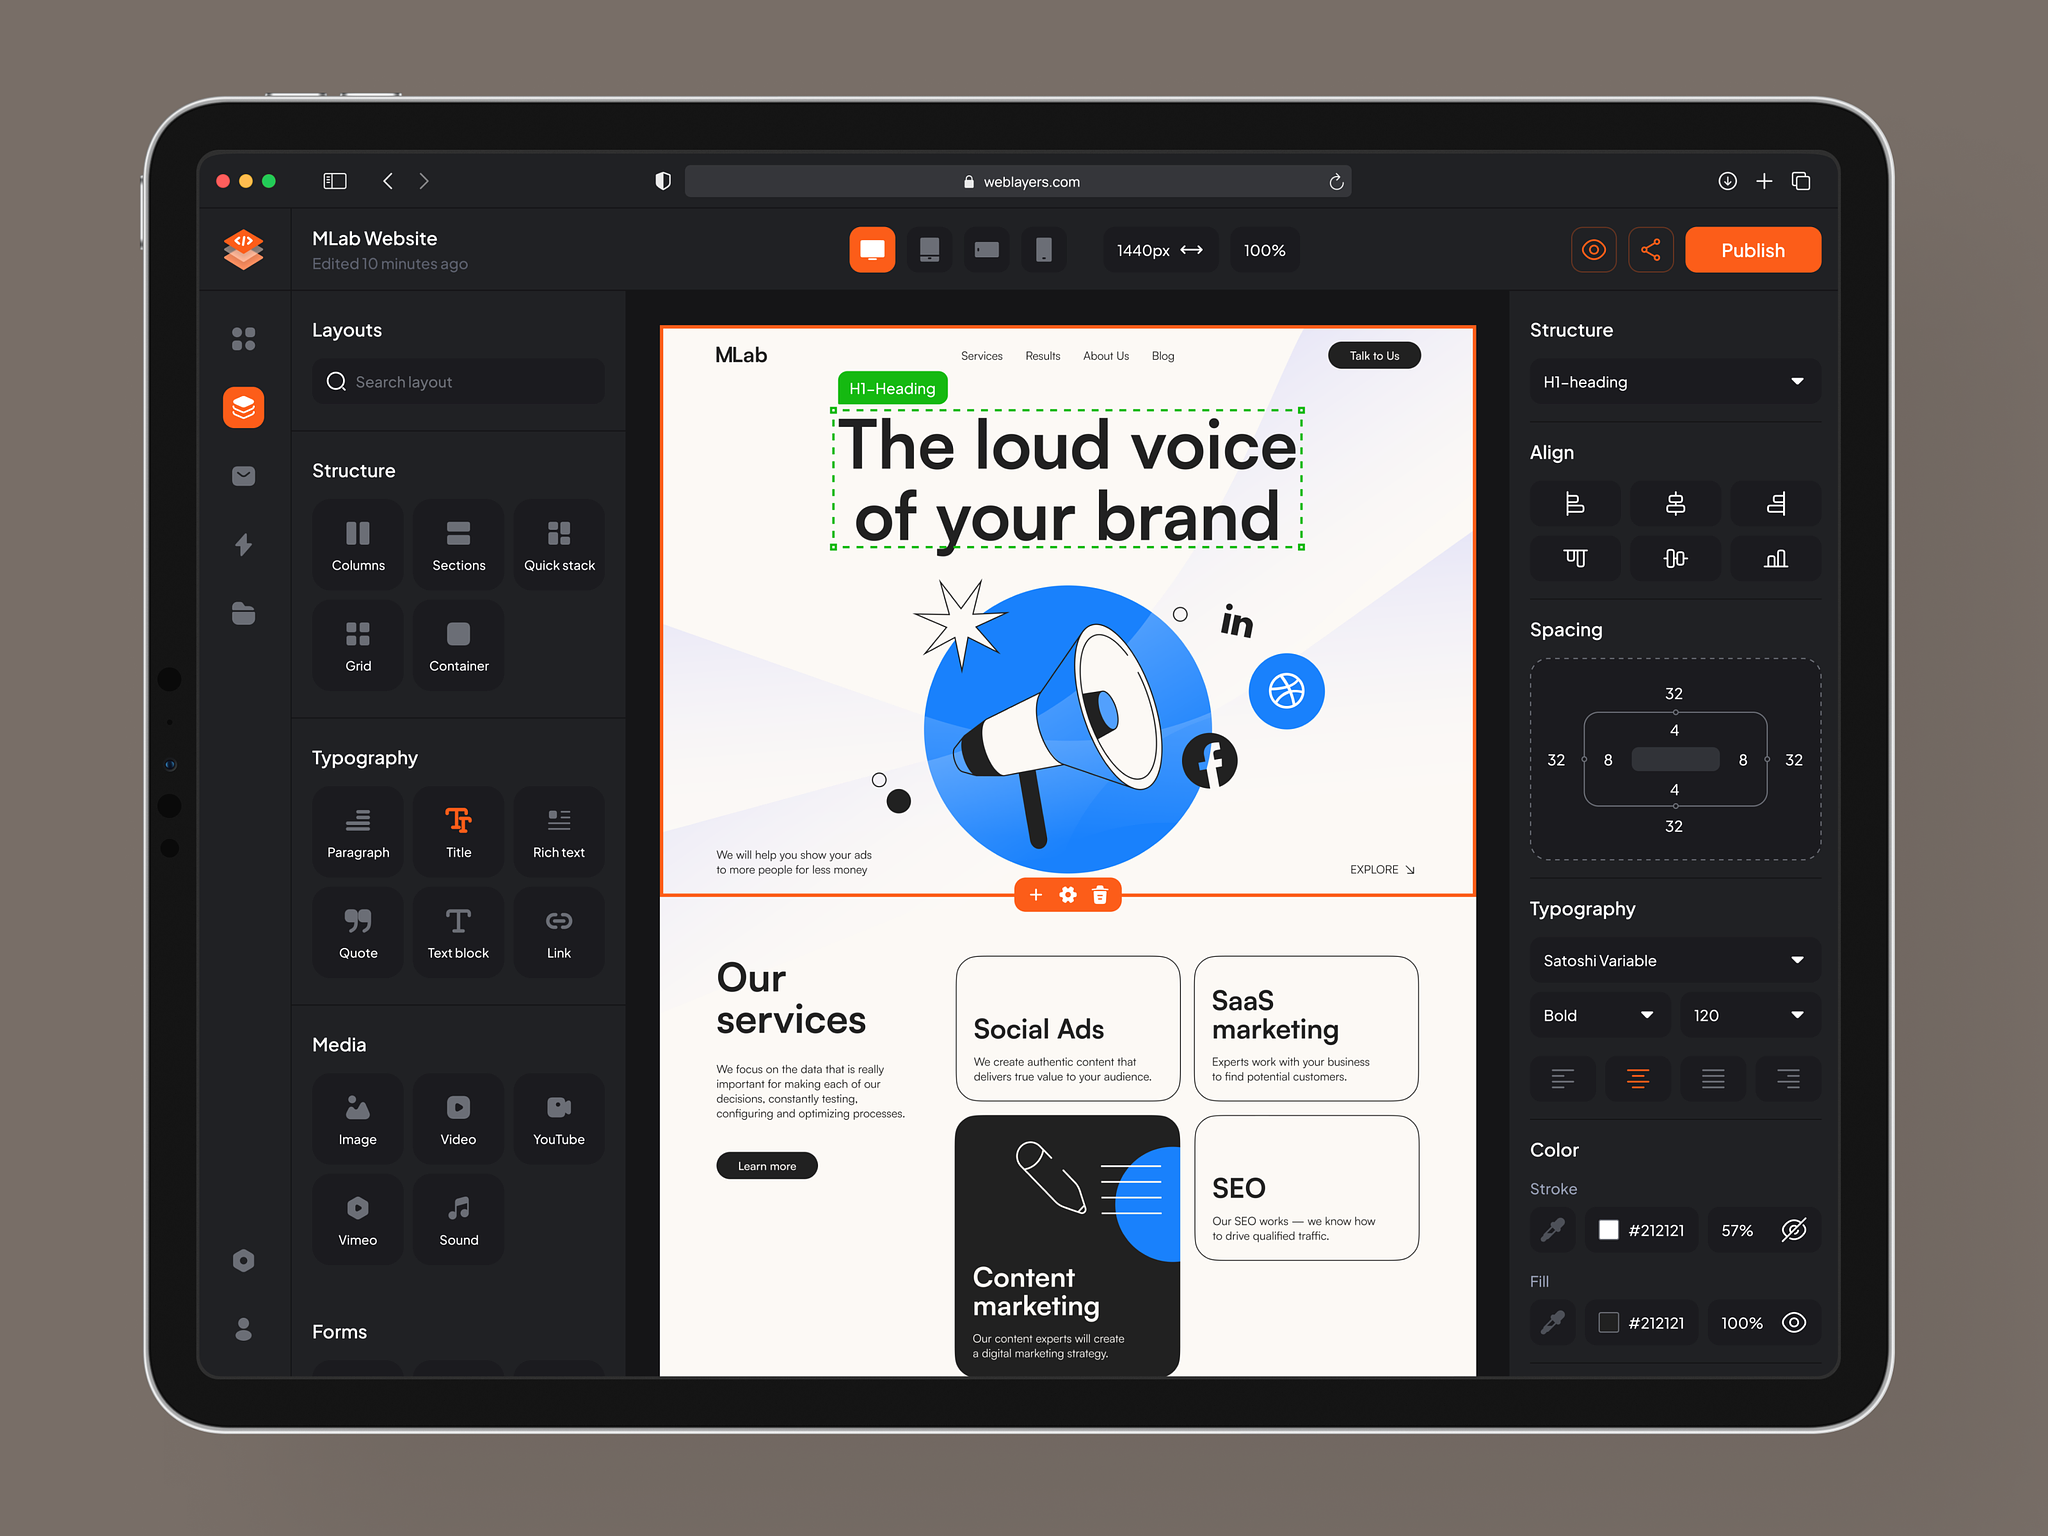 weblayers.com
MLab Website
Edited 10 minutes ago
1440px
100%
Publish
Layouts
Search layout
Structure
Columns
Sections
Quick stack
Grid
Container
Typography
Paragraph
Title
Rich text
Quote
Text block
Link
Media
Image
Video
YouTube
Vimeo
Sound
Forms
MLab
Services
Results
About Us
Blog
Talk to Us
H1-Heading
The loud voice
of your brand
in
We will help you show your ads
to more people for less money
EXPLORE
Our
services
We focus on the data that is really
important for making each of our
decisions, constantly testing,
configuring and optimizing processes.
Learn more
Social Ads
We create authentic content that
delivers true value to your audience.
SaaS
marketing
Experts work with your business
to find potential customers.
Content
marketing
Our content experts will create
a digital marketing strategy.
SEO
Our SEO works — we know how
to drive qualified traffic.
Structure
H1-heading
Align
Spacing
32
4
32
8
8
32
4
32
Typography
Satoshi Variable
Bold
120
Color
Stroke
#212121
57%
Fill
#212121
100%